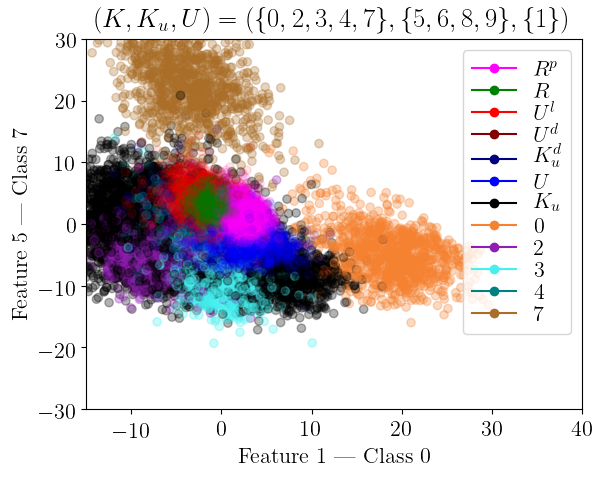 (K, K_u, U) = ({0, 2, 3, 4, 7}, {5, 6, 8, 9}, {1})
30
20
10
0
−10
−20
−30
−10
0
10
20
30
40
Feature 5 — Class 7
Feature 1 — Class 0
R^p
R
U^l
U^d
K_u^d
U
K_u
0
2
3
4
7